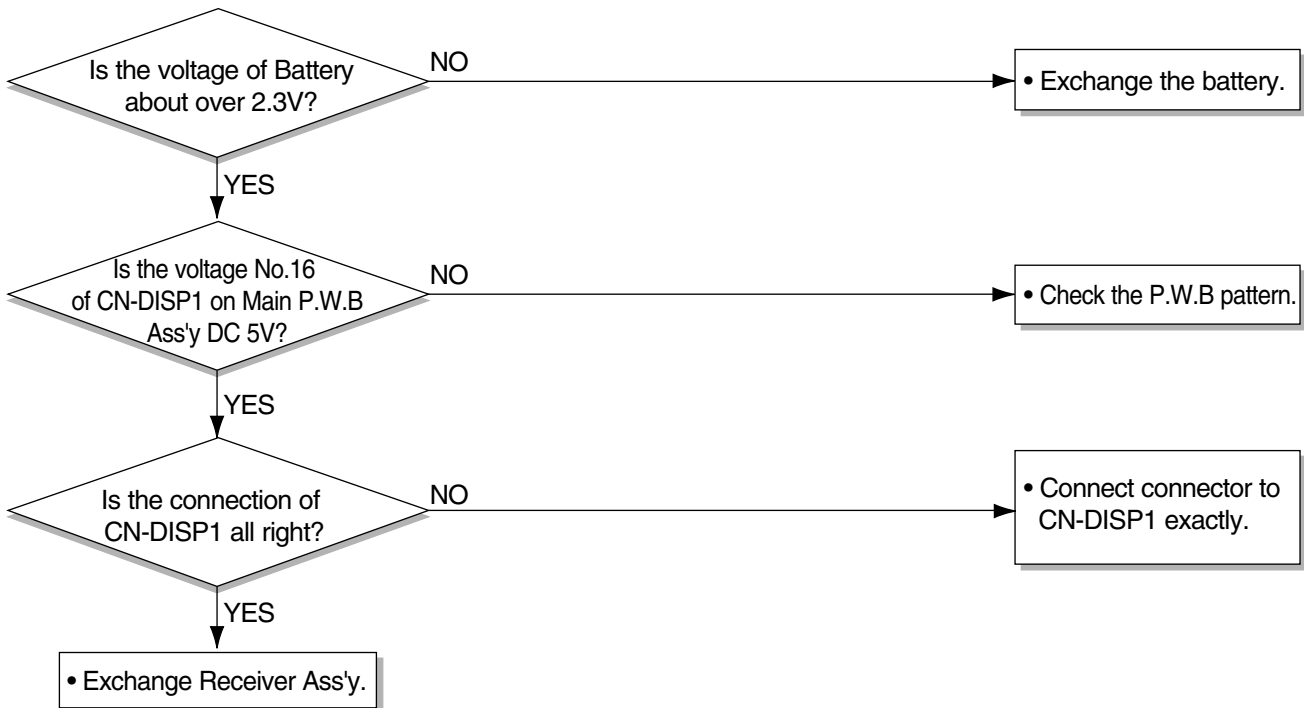 Is the voltage of Battery
about over 2.3V?
NO
• Exchange the battery.
YES
Is the voltage No.16
of CN-DISP1 on Main P.W.B
Ass'y DC 5V?
NO
• Check the P.W.B pattern.
YES
Is the connection of
CN-DISP1 all right?
NO
• Connect connector to
CN-DISP1 exactly.
YES
• Exchange Receiver Ass'y.